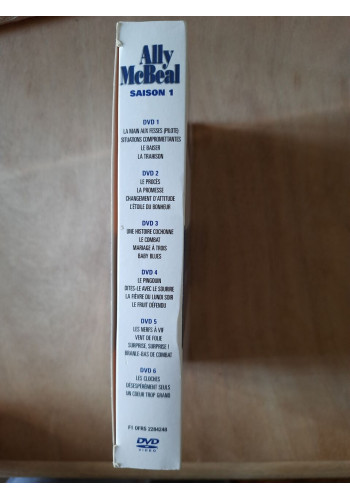 Ally
McBeal
SAISON 1
DVD 1
LA MAIN AUX FESSES (PILOTE)
SITUATIONS COMPROMETTANTES
LE BAISER
LA TRAHISON
DVD 2
LE PROCÈS
LA PROMESSE
CHANGEMENT D'ATTITUDE
L'ÉTOILE DU BONHEUR
DVD 3
UNE HISTOIRE COCHONNE
LE COMBAT
MARIAGE À TROIS
BABY BLUES
DVD 4
LE PINGOUIN
DITES-LE AVEC LE SOURIRE
LA FIÈVRE DU LUNDI SOIR
LE FRUIT DÉFENDU
DVD 5
LES NERFS À VIF
VENT DE FOLIE
SURPRISE, SURPRISE !
BRANLE-BAS DE COMBAT
DVD 6
LES CLOCHES
DÉSESPÉRÉMENT SEULS
UN CŒUR TROP GRAND
F1 OFRS 2284248
DVD
VIDEO